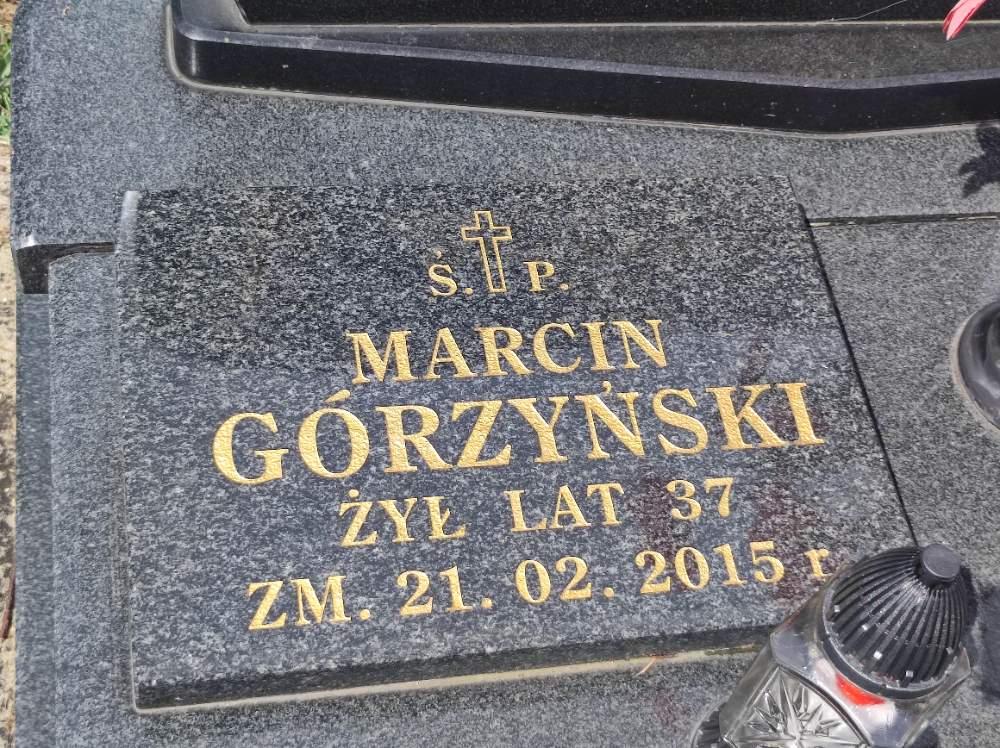 Ś. P.
MARCIN
GÓRZYŃSKI
ŻYŁ LAT 37
ZM. 21. 02. 2015 r.